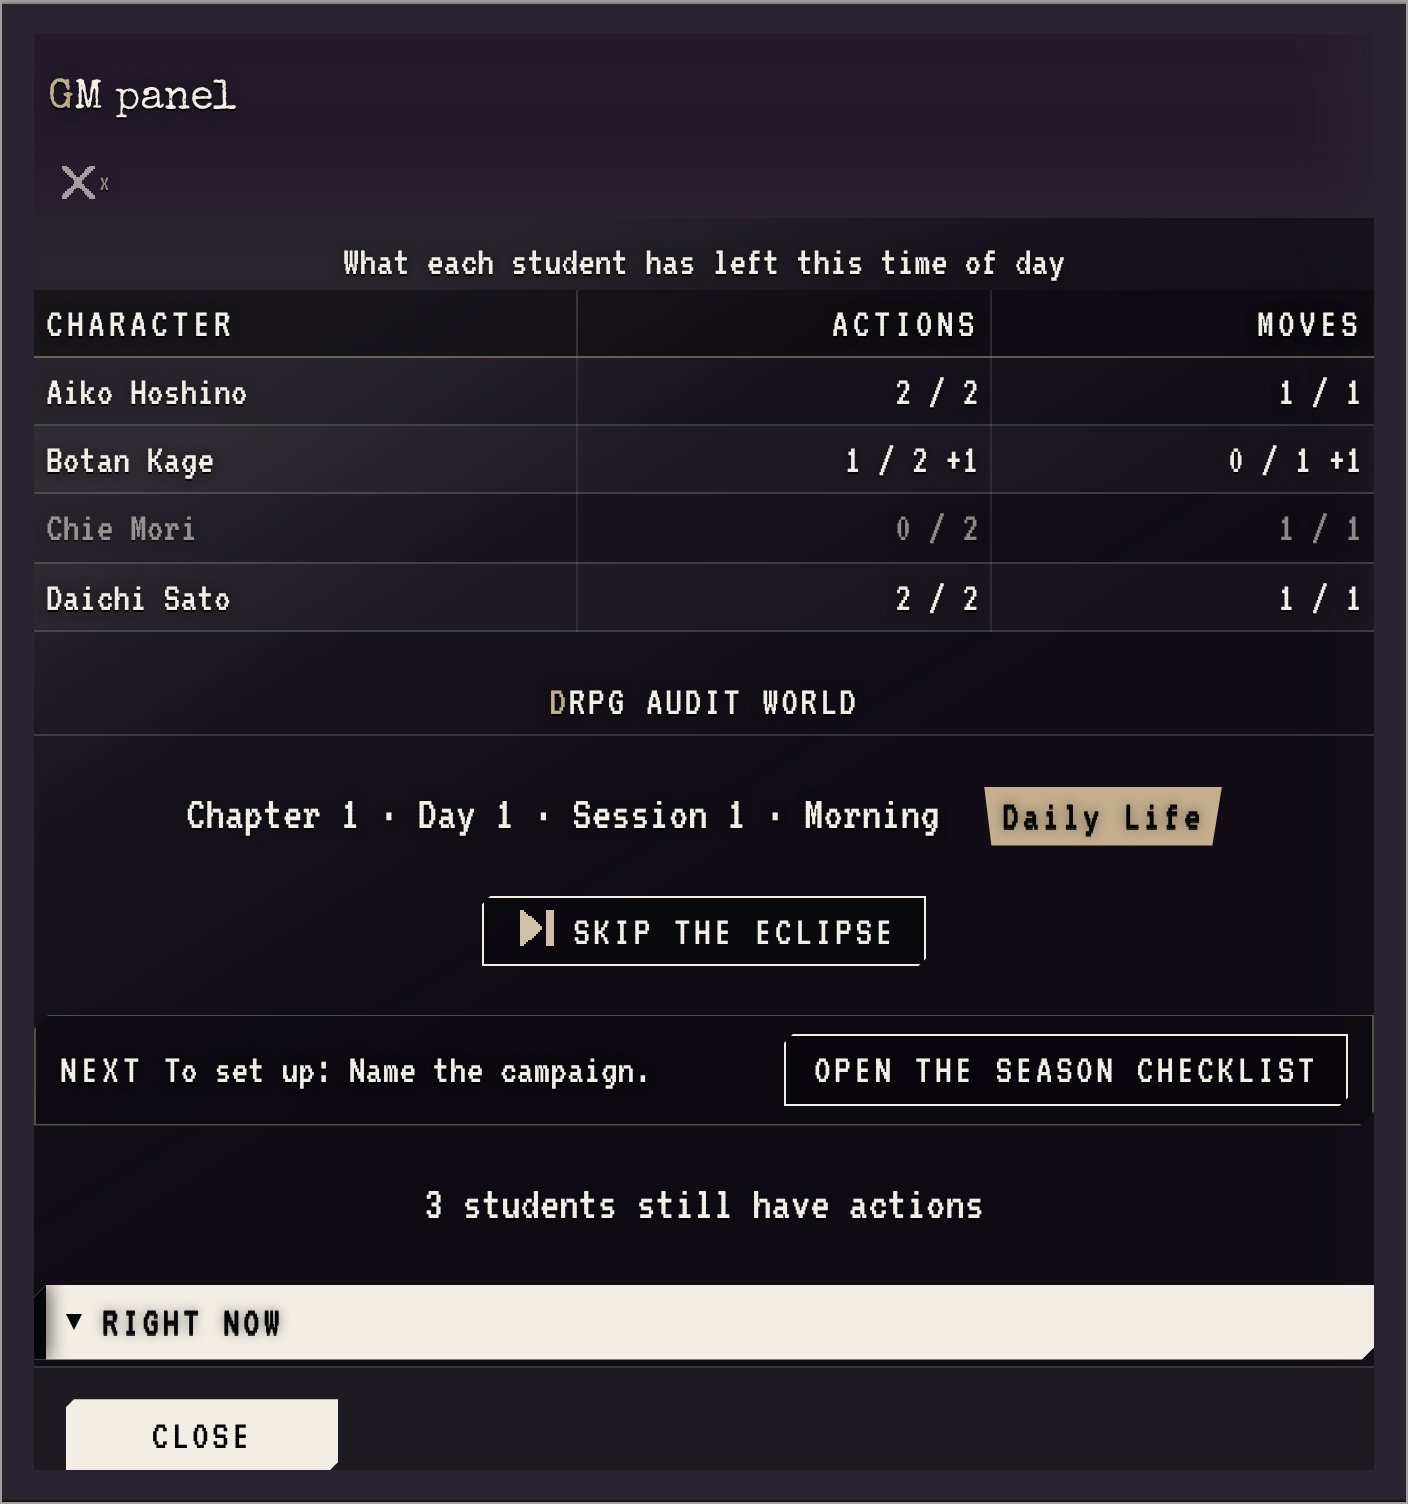 GM panel
X
What each student has left this time of day
CHARACTER ACTIONS MOVES
Aiko Hoshino 2 / 2 1 / 1
Botan Kage 1 / 2 +1 0 / 1 +1
Chie Mori 0 / 2 1 / 1
Daichi Sato 2 / 2 1 / 1
DRPG AUDIT WORLD
Chapter 1 · Day 1 · Session 1 · Morning Daily Life
SKIP THE ECLIPSE
NEXT To set up: Name the campaign. OPEN THE SEASON CHECKLIST
3 students still have actions
▼ RIGHT NOW
CLOSE